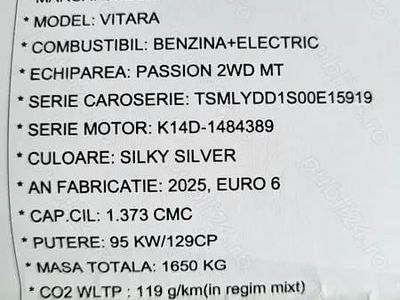 * MODEL: VITARA
* COMBUSTIBIL: BENZINA+ELECTRIC
* ECHIPAREA: PASSION 2WD MT
* SERIE CAROSERIE: TSMLYDD1S00E15919
* SERIE MOTOR: K14D-1484389
* CULOARE: SILKY SILVER
* AN FABRICATIE: 2025, EURO 6
* CAP.CIL: 1.373 CMC
* PUTERE: 95 KW/129CP
* MASA TOTALA: 1650 KG
* CO2 WLTP : 119 g/km(in regim mixt)